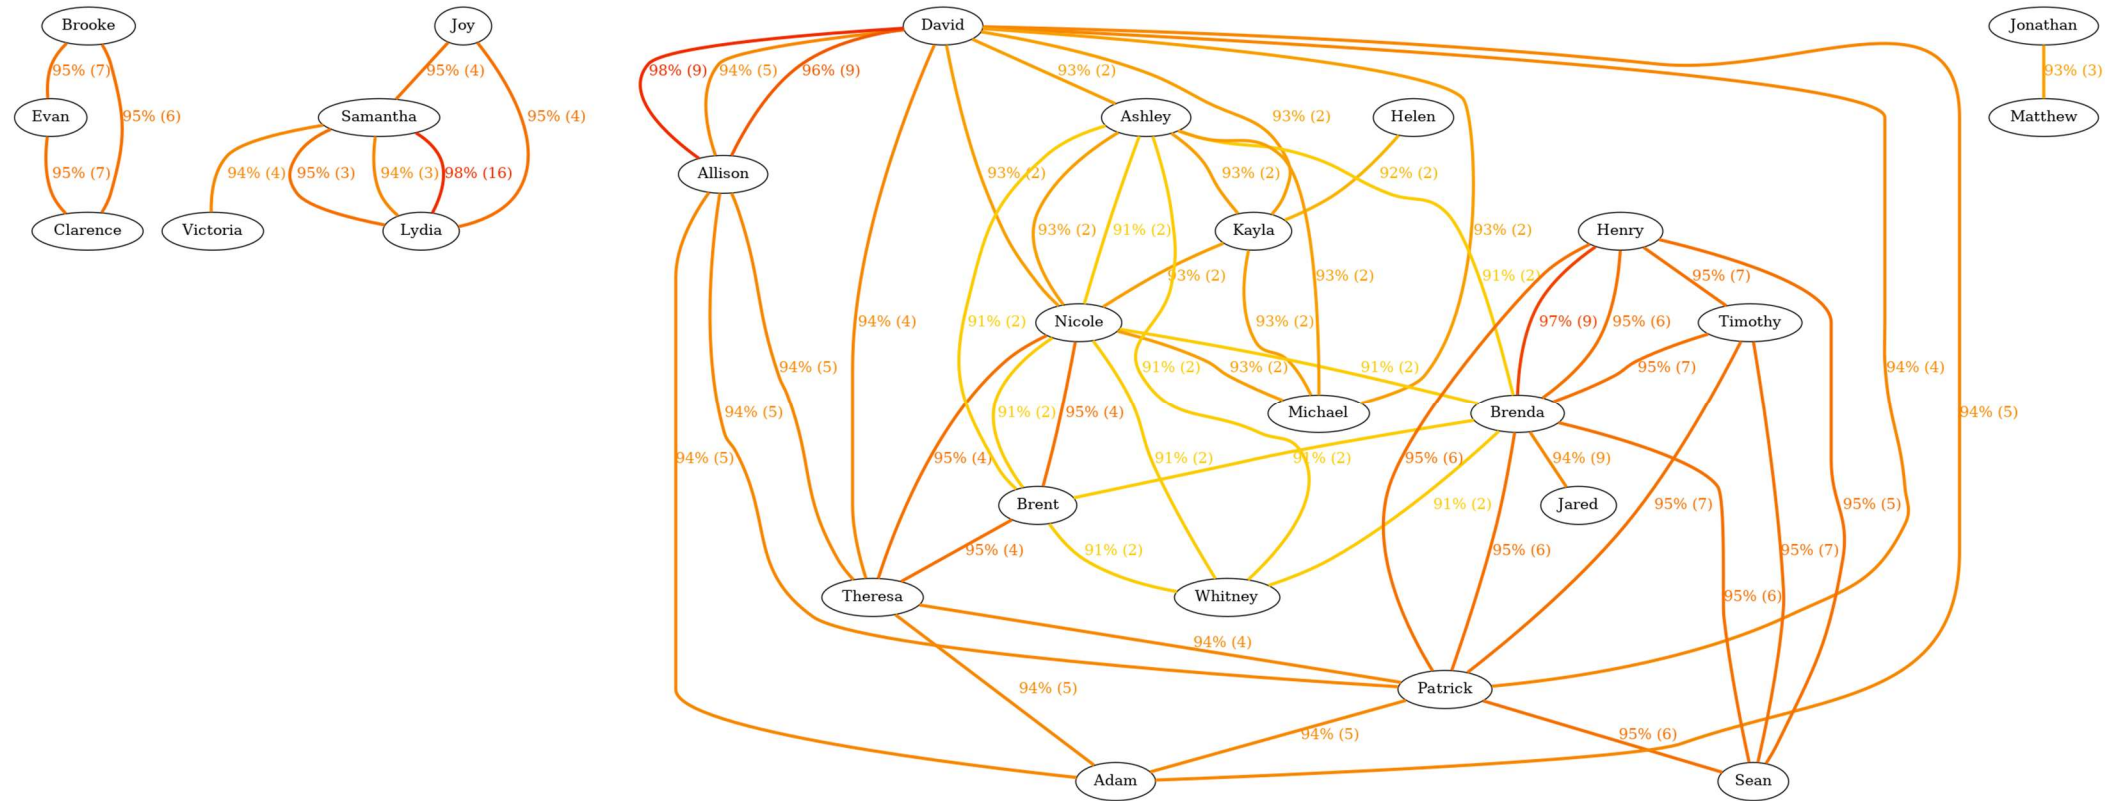 Brooke
Joy
David
Jonathan
95% (7)
95% (4)
98% (9)
94% (5)
96% (9)
93% (2)
93% (3)
Evan
95% (6)
Samantha
95% (4)
Ashley
93% (2)
Helen
Matthew
95% (7)
94% (4)
95% (3)
94% (3)
98% (16)
Allison
93% (2)
93% (2)
92% (2)
Clarence
Victoria
Lydia
93% (2)
91% (2)
Kayla
93% (2)
Henry
93% (2)
93% (2)
91% (2)
95% (7)
94% (4)
91% (2)
Nicole
93% (2)
97% (9)
95% (6)
Timothy
94% (5)
91% (2)
93% (2)
91% (2)
95% (7)
94% (4)
94% (5)
91% (2)
95% (4)
Michael
Brenda
94% (5)
94% (5)
95% (4)
91% (2)
91% (2)
95% (6)
94% (9)
Brent
91% (2)
Jared
95% (7)
95% (5)
95% (4)
91% (2)
95% (6)
95% (7)
Theresa
Whitney
95% (6)
94% (4)
94% (5)
Patrick
94% (5)
95% (6)
Adam
Sean